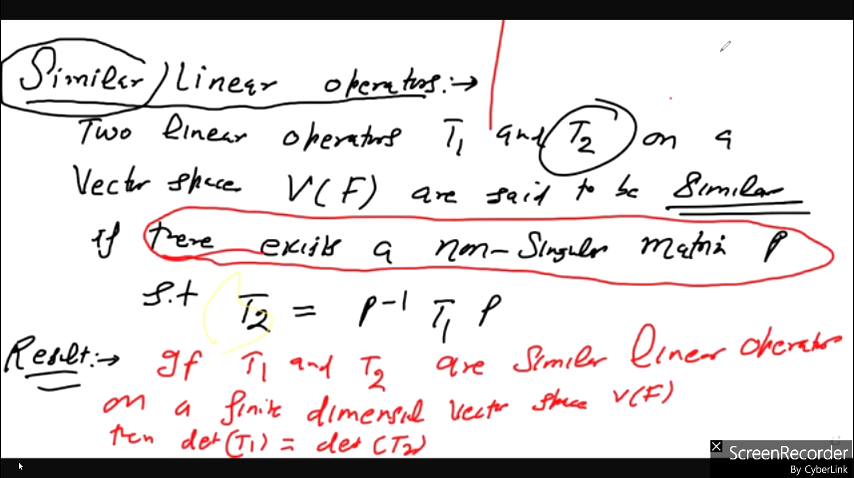 Similar Linear operators:→
Two linear operators T₁ and T₂ on a
Vector space V(F) are said to be Similar
if there exists a non-Singular matrix P
s.t T₂ = P⁻¹ T₁ P
Result:→ If T₁ and T₂ are similar linear operators
on a finite dimensional vector space V(F)
then det(T₁) = det(T₂)
ScreenRecorder
By CyberLink